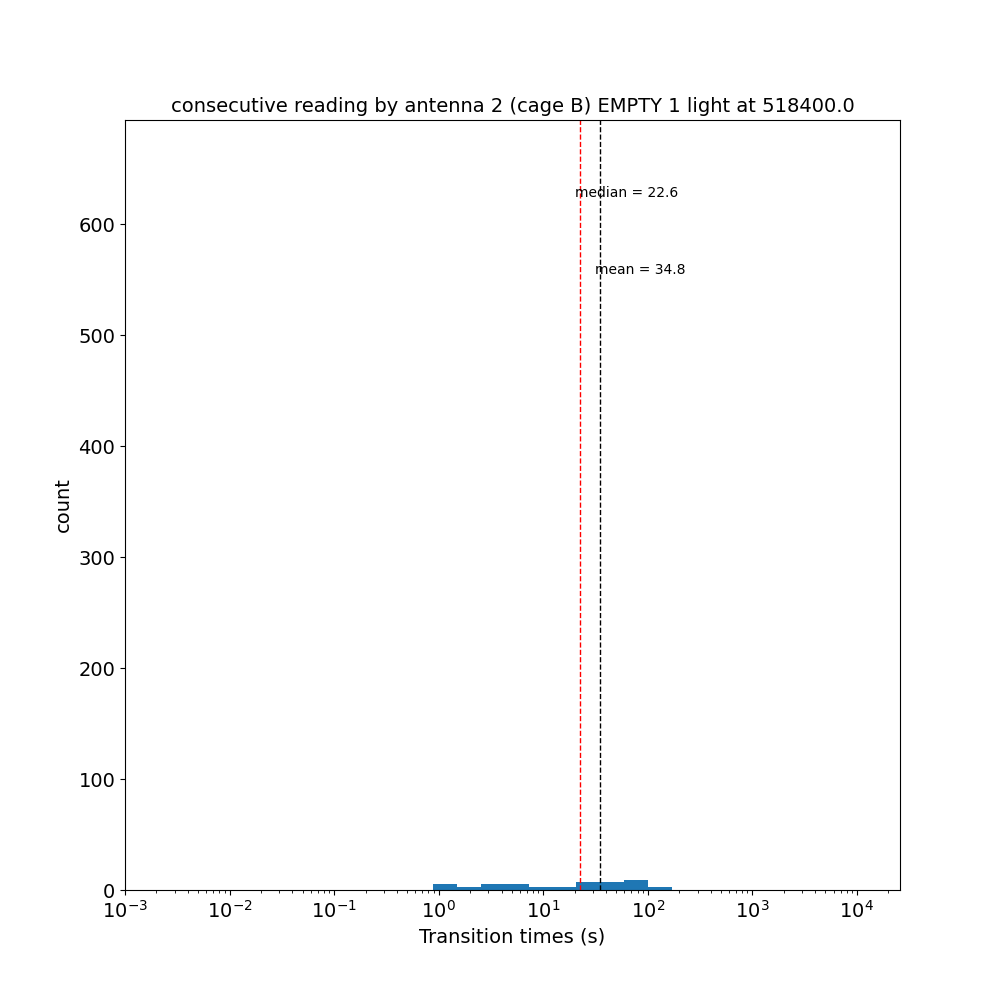 consecutive reading by antenna 2 (cage B) EMPTY 1 light at 518400.0
median = 22.6
mean = 34.8
600
500
400
300
200
100
0
count
10⁻³ 10⁻² 10⁻¹ 10⁰ 10¹ 10² 10³ 10⁴
Transition times (s)